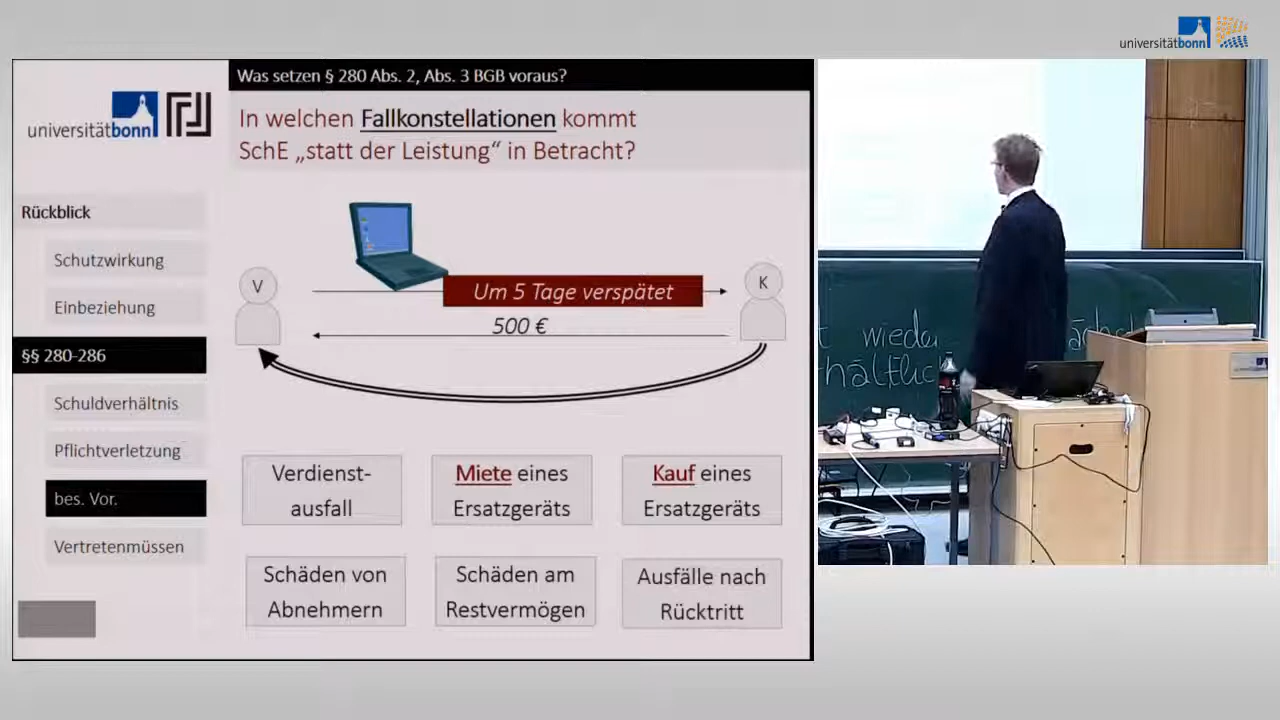 universitätbonn
Was setzen § 280 Abs. 2, Abs. 3 BGB voraus?
universitätbonn
In welchen Fallkonstellationen kommt
SchE „statt der Leistung“ in Betracht?
Rückblick
Schutzwirkung
Einbeziehung
§§ 280-286
Schuldverhältnis
Pflichtverletzung
bes. Vor.
Vertretenmüssen
V
K
Um 5 Tage verspätet
500 €
Verdienst-
ausfall
Miete eines
Ersatzgeräts
Kauf eines
Ersatzgeräts
Schäden von
Abnehmern
Schäden am
Restvermögen
Ausfälle nach
Rücktritt
wieder